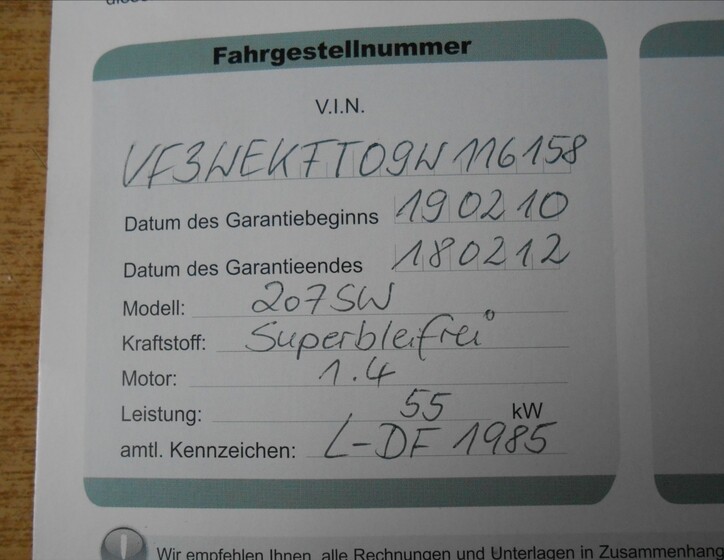 Fahrgestellnummer
V.I.N.
VF3WEKFT09W116158
Datum des Garantiebeginns 190210
Datum des Garantieendes 180212
Modell: 207SW
Kraftstoff: Superbleifrei
Motor: 1.4
Leistung: 55 kW
amtl. Kennzeichen: L-DF 1985
Wir empfehlen Ihnen, alle Rechnungen und Unterlagen in Zusammenhang